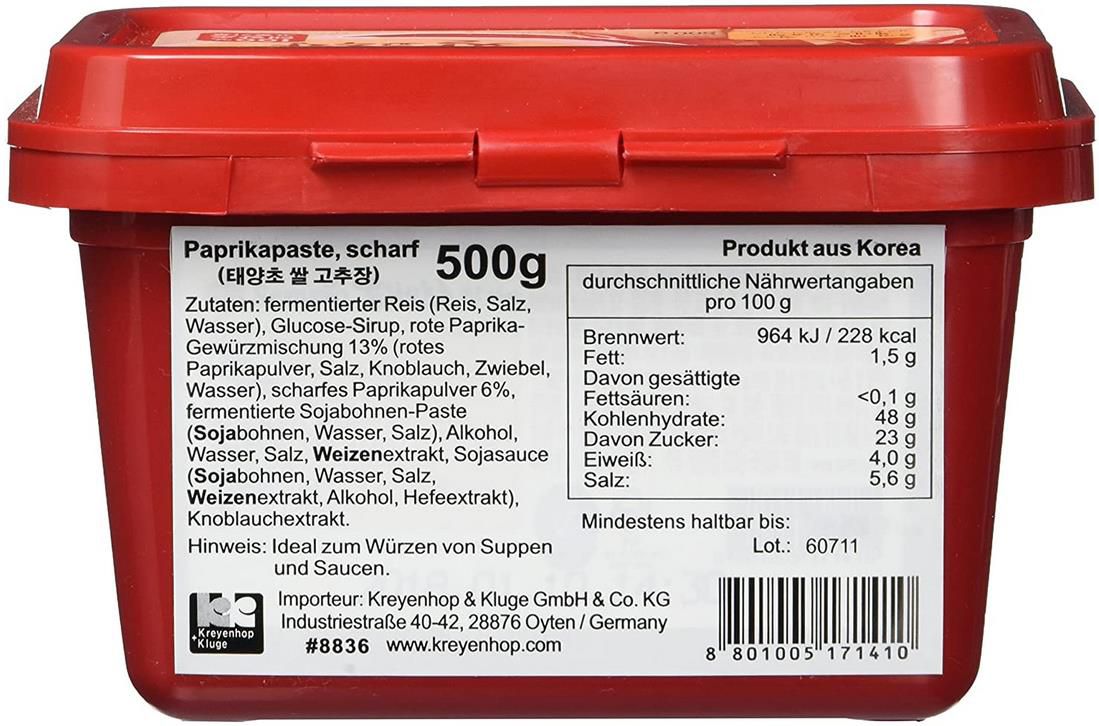 Paprikapaste, scharf 500g
(태양초 쌀 고추장)
Zutaten: fermentierter Reis (Reis, Salz,
Wasser), Glucose-Sirup, rote Paprika-
Gewürzmischung 13% (rotes
Paprikapulver, Salz, Knoblauch, Zwiebel,
Wasser), scharfes Paprikapulver 6%,
fermentierte Sojabohnen-Paste
(Sojabohnen, Wasser, Salz), Alkohol,
Wasser, Salz, Weizenextrakt, Sojasauce
(Sojabohnen, Wasser, Salz,
Weizenextrakt, Alkohol, Hefeextrakt),
Knoblauchextrakt.
Hinweis: Ideal zum Würzen von Suppen
und Saucen.
Produkt aus Korea
durchschnittliche Nährwertangaben
pro 100 g
Brennwert: 964 kJ / 228 kcal
Fett: 1,5 g
Davon gesättigte
Fettsäuren: <0,1 g
Kohlenhydrate: 48 g
Davon Zucker: 23 g
Eiweiß: 4,0 g
Salz: 5,6 g
Mindestens haltbar bis:
Lot.: 60711
Kreyenhop
+Kluge
Importeur: Kreyenhop & Kluge GmbH & Co. KG
Industriestraße 40-42, 28876 Oyten / Germany
#8836 www.kreyenhop.com
8 801005 171410